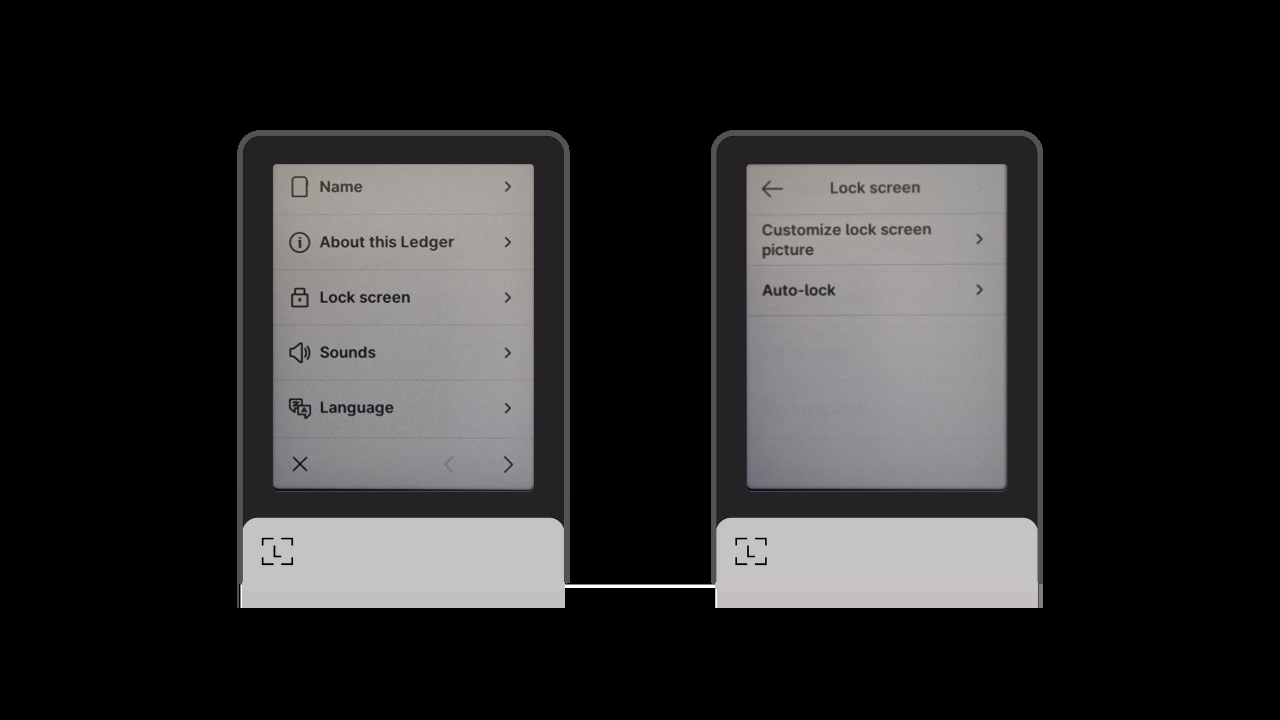 Name
About this Ledger
Lock screen
Sounds
Language
L
Lock screen
Customize lock screen
picture
Auto-lock
L